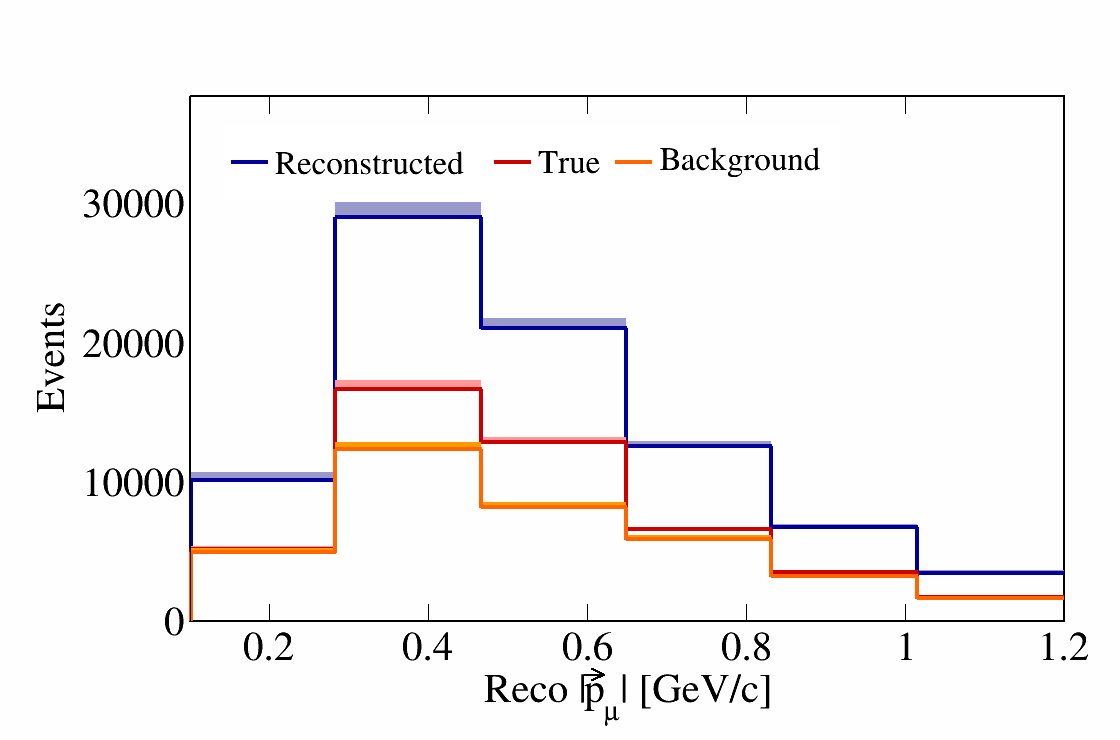 Reconstructed True Background
30000
20000
10000
0
Events
0.2 0.4 0.6 0.8 1 1.2
Reco |p⃗_μ| [GeV/c]